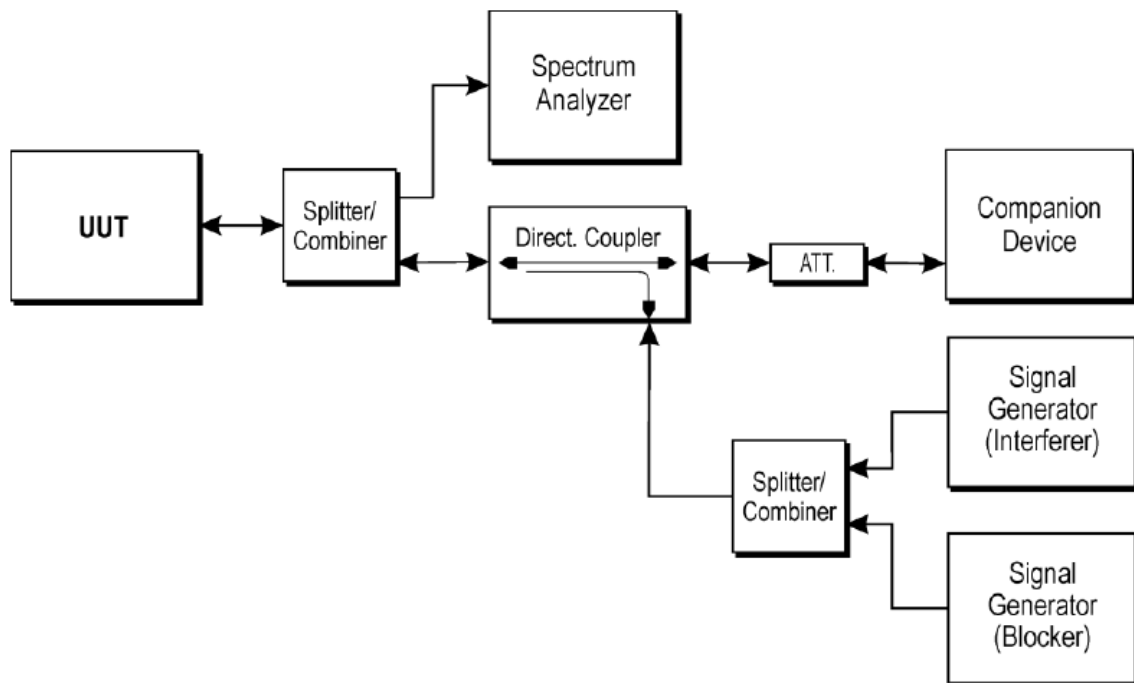 Spectrum
Analyzer
UUT
Splitter/
Combiner
Direct. Coupler
ATT.
Companion
Device
Signal
Generator
(Interferer)
Splitter/
Combiner
Signal
Generator
(Blocker)